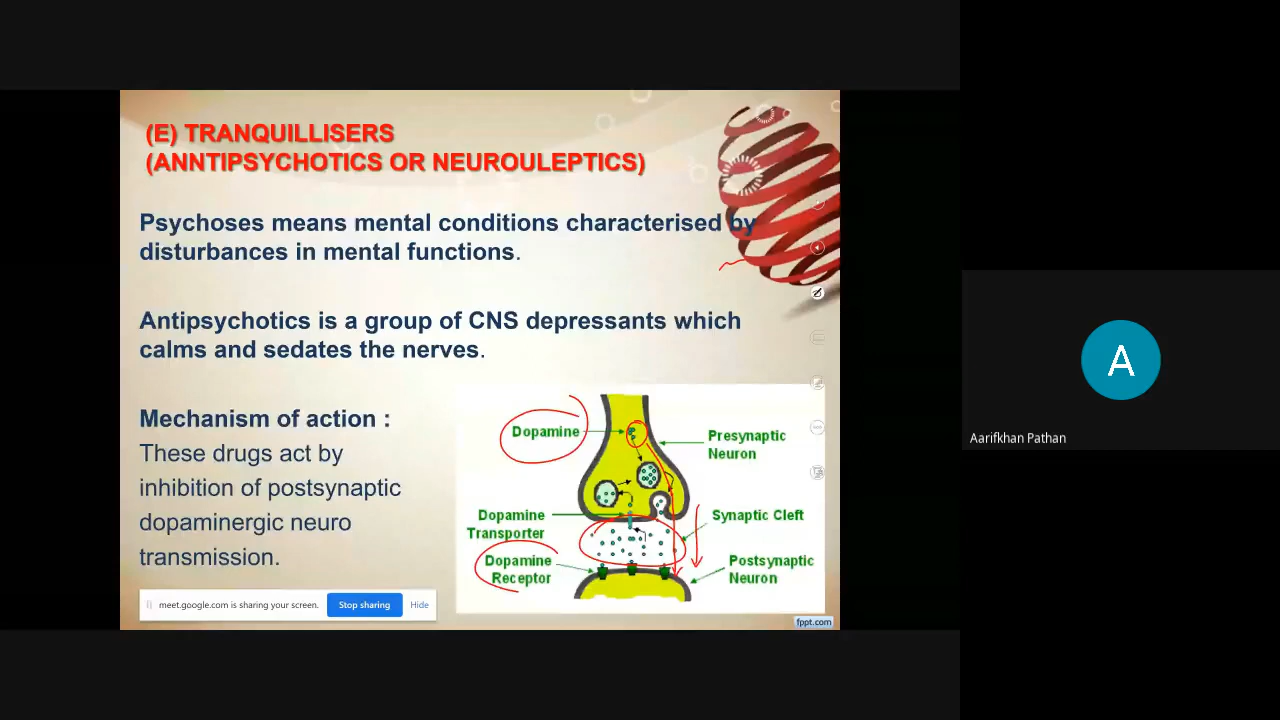 (E) TRANQUILLISERS
(ANNTIPSYCHOTICS OR NEUROULEPTICS)
Psychoses means mental conditions characterised by
disturbances in mental functions.
Antipsychotics is a group of CNS depressants which
calms and sedates the nerves.
Mechanism of action :
These drugs act by
inhibition of postsynaptic
dopaminergic neuro
transmission.
Dopamine
Presynaptic
Neuron
Dopamine
Transporter
Synaptic Cleft
Dopamine
Receptor
Postsynaptic
Neuron
meet.google.com is sharing your screen.
Stop sharing
Hide
fppt.com
A
Aarifkhan Pathan